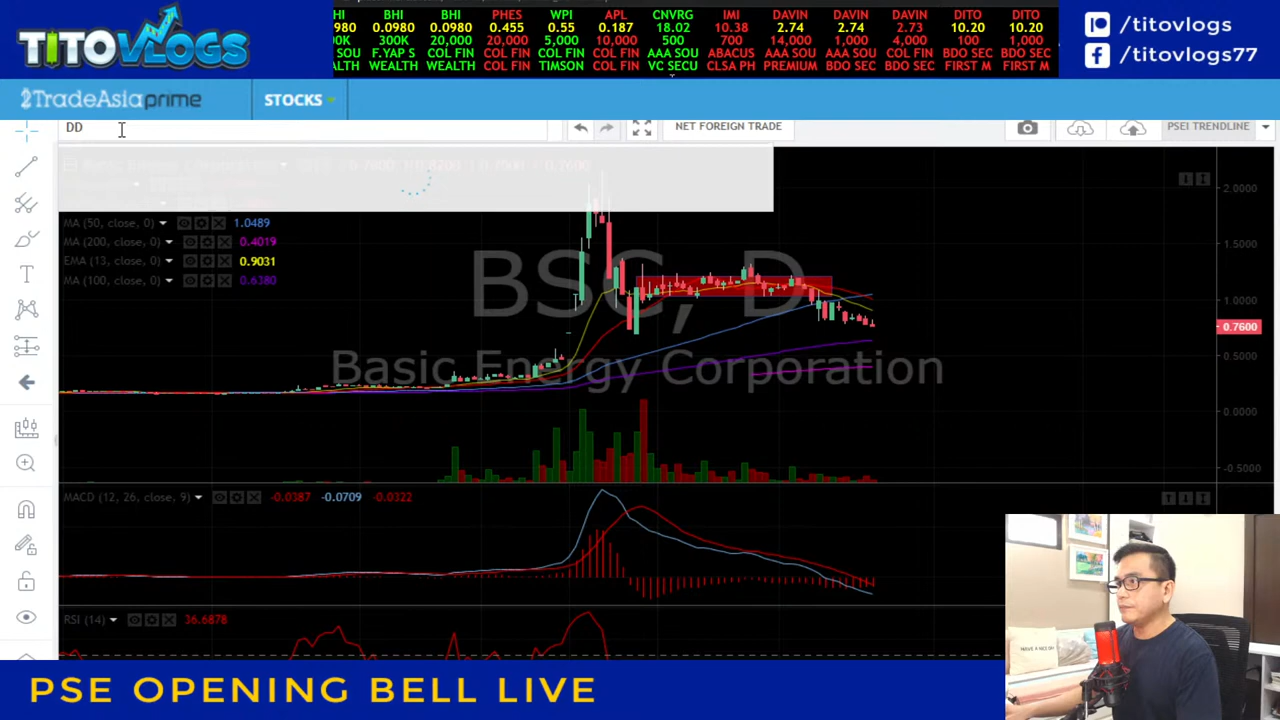 TITOVLOGS
HI BHI BHI PHES WPI APL CNVRG IMI DAVIN DAVIN DAVIN DITO DITO
980 0.0980 0.0980 0.455 0.55 0.187 18.02 10.38 2.74 2.74 2.73 10.20 10.20
0K 300K 20,000 20,000 5,000 10,000 500 700 14,000 1,000 4,000 100 1,000
SOU F.YAP S COL FIN COL FIN COL FIN COL FIN AAA SOU ABACUS AAA SOU AAA SOU COL FIN BDO SEC BDO SEC
ALTH WEALTH WEALTH COL FIN TIMSON COL FIN VC SECU CLSA PH PREMIUM BDO SEC BDO SEC FIRST M FIRST M
/titovlogs
/titovlogs77
2TradeAsiaprime
STOCKS
DD
NET FOREIGN TRADE
PSEI TRENDLINE
MA (50, close, 0) 1.0489
MA (200, close, 0) 0.4019
EMA (13, close, 0) 0.9031
MA (100, close, 0) 0.6380
BSC, D
Basic Energy Corporation
2.0000
1.5000
1.0000
0.7600
0.5000
0.0000
-0.5000
MACD (12, 26, close, 9) -0.0387 -0.0709 -0.0322
RSI (14) 36.6878
PSE OPENING BELL LIVE